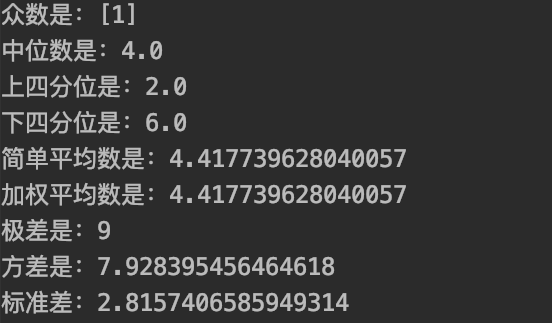 众数是：[1]
中位数是：4.0
上四分位是：2.0
下四分位是：6.0
简单平均数是：4.417739628040057
加权平均数是：4.417739628040057
极差是：9
方差是：7.928395456464618
标准差：2.8157406585949314